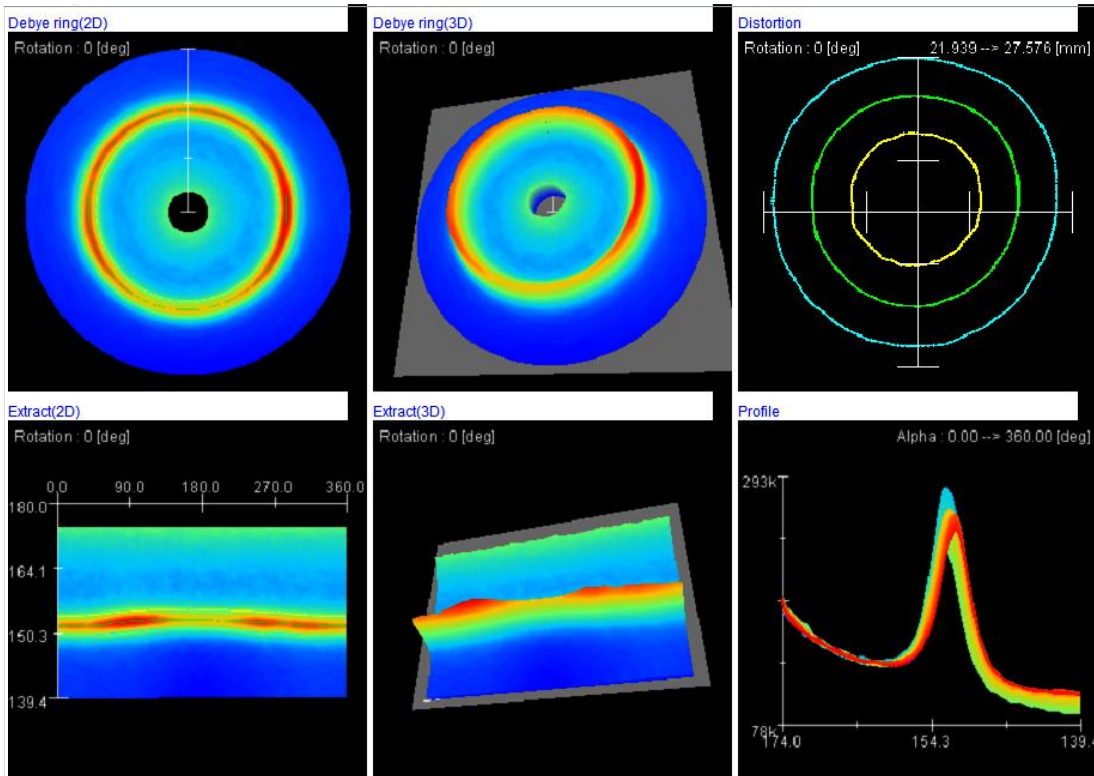 Debye ring(2D)
Rotation : 0 [deg]
Debye ring(3D)
Rotation : 0 [deg]
Distortion
Rotation : 0 [deg]
21.939 --> 27.576 [mm]
Extract(2D)
Rotation : 0 [deg]
0.0 90.0 180.0 270.0 360.0
180.0
164.1
150.3
139.4
Extract(3D)
Rotation : 0 [deg]
Profile
Alpha : 0.00 --> 360.00 [deg]
293k
78k
174.0 154.3 139.4